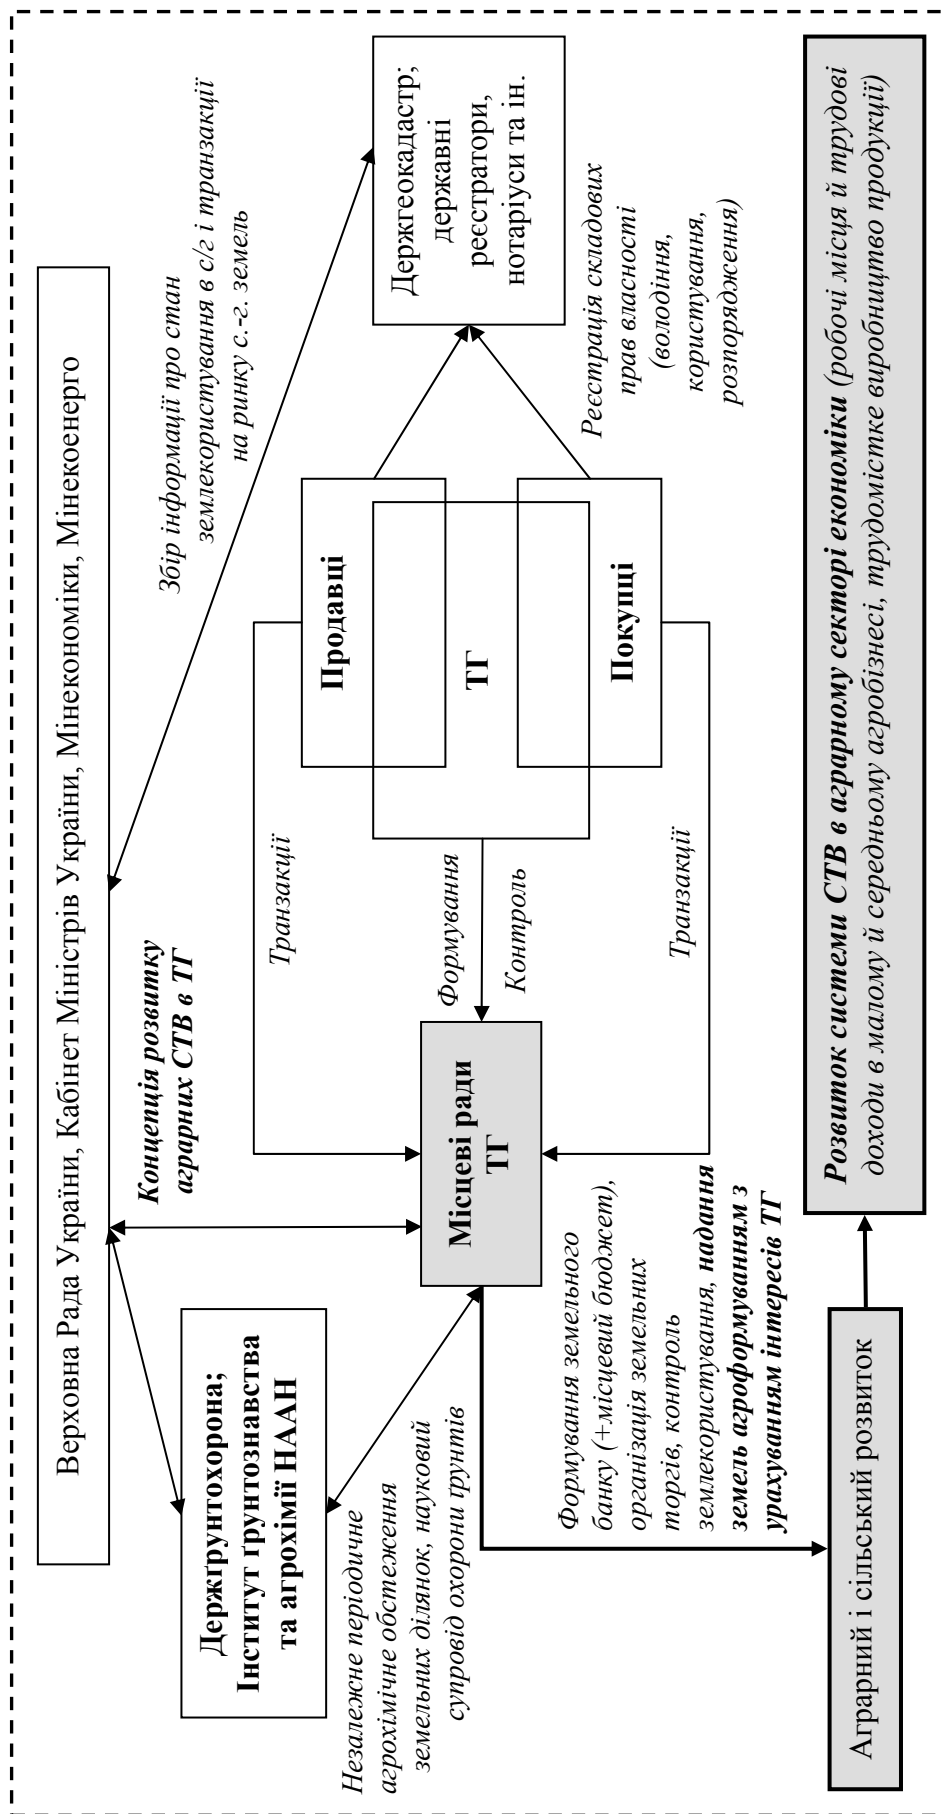 Верховна Рада України, Кабінет Міністрів України, Мінекономіки, Мінекоенерго
Держґрунтохорона;
Інститут ґрунтознавства
та агрохімії НААН
Концепція розвитку
аграрних СТВ в ТГ
Збір інформації про стан
землекористування в с/г і транзакції
на ринку с.-г. земель
Незалежне періодичне
агрохімічне обстеження
земельних ділянок, науковий
супровід охорони ґрунтів
Місцеві ради
ТГ
Транзакції
Формування
Контроль
Транзакції
Продавці
ТГ
Покупці
Держгеокадастр;
державні
реєстратори,
нотаріуси та ін.
Реєстрація складових
прав власності
(володіння,
користування,
розпорядження)
Формування земельного
банку (+місцевий бюджет),
організація земельних
торгів, контроль
землекористування, надання
земель агроформуванням з
урахуванням інтересів ТГ
Аграрний і сільський розвиток
Розвиток системи СТВ в аграрному секторі економіки (робочі місця й трудові
доходи в малому й середньому агробізнесі, трудомістке виробництво продукції)